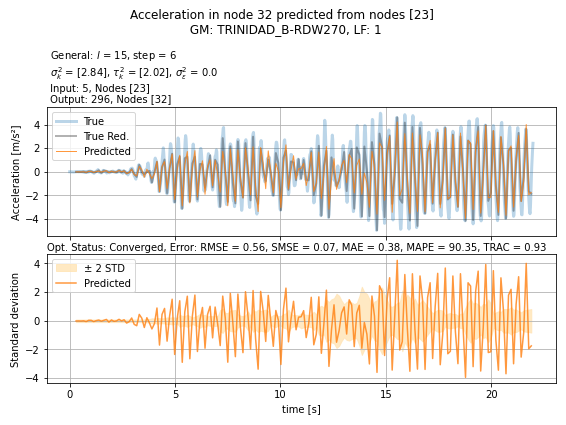 Acceleration in node 32 predicted from nodes [23]
GM: TRINIDAD_B-RDW270, LF: 1
General: l = 15, step = 6
σ²ₖ = [2.84], τ²ₖ = [2.02], σ²ε = 0.0
Input: 5, Nodes [23]
Output: 296, Nodes [32]
Acceleration [m/s²]
4
2
0
−2
−4
True
True Red.
Predicted
Opt. Status: Converged, Error: RMSE = 0.56, SMSE = 0.07, MAE = 0.38, MAPE = 90.35, TRAC = 0.93
Standard deviation
4
2
0
−2
−4
± 2 STD
Predicted
0
5
10
15
20
time [s]